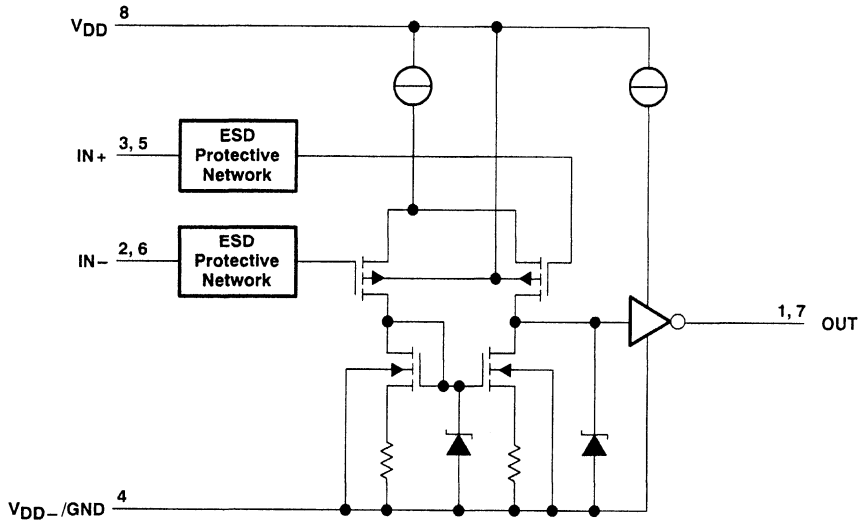 8
VDD
ESD
Protective
Network
3, 5
IN+
ESD
Protective
Network
2, 6
IN−
1, 7
OUT
4
VDD−/GND